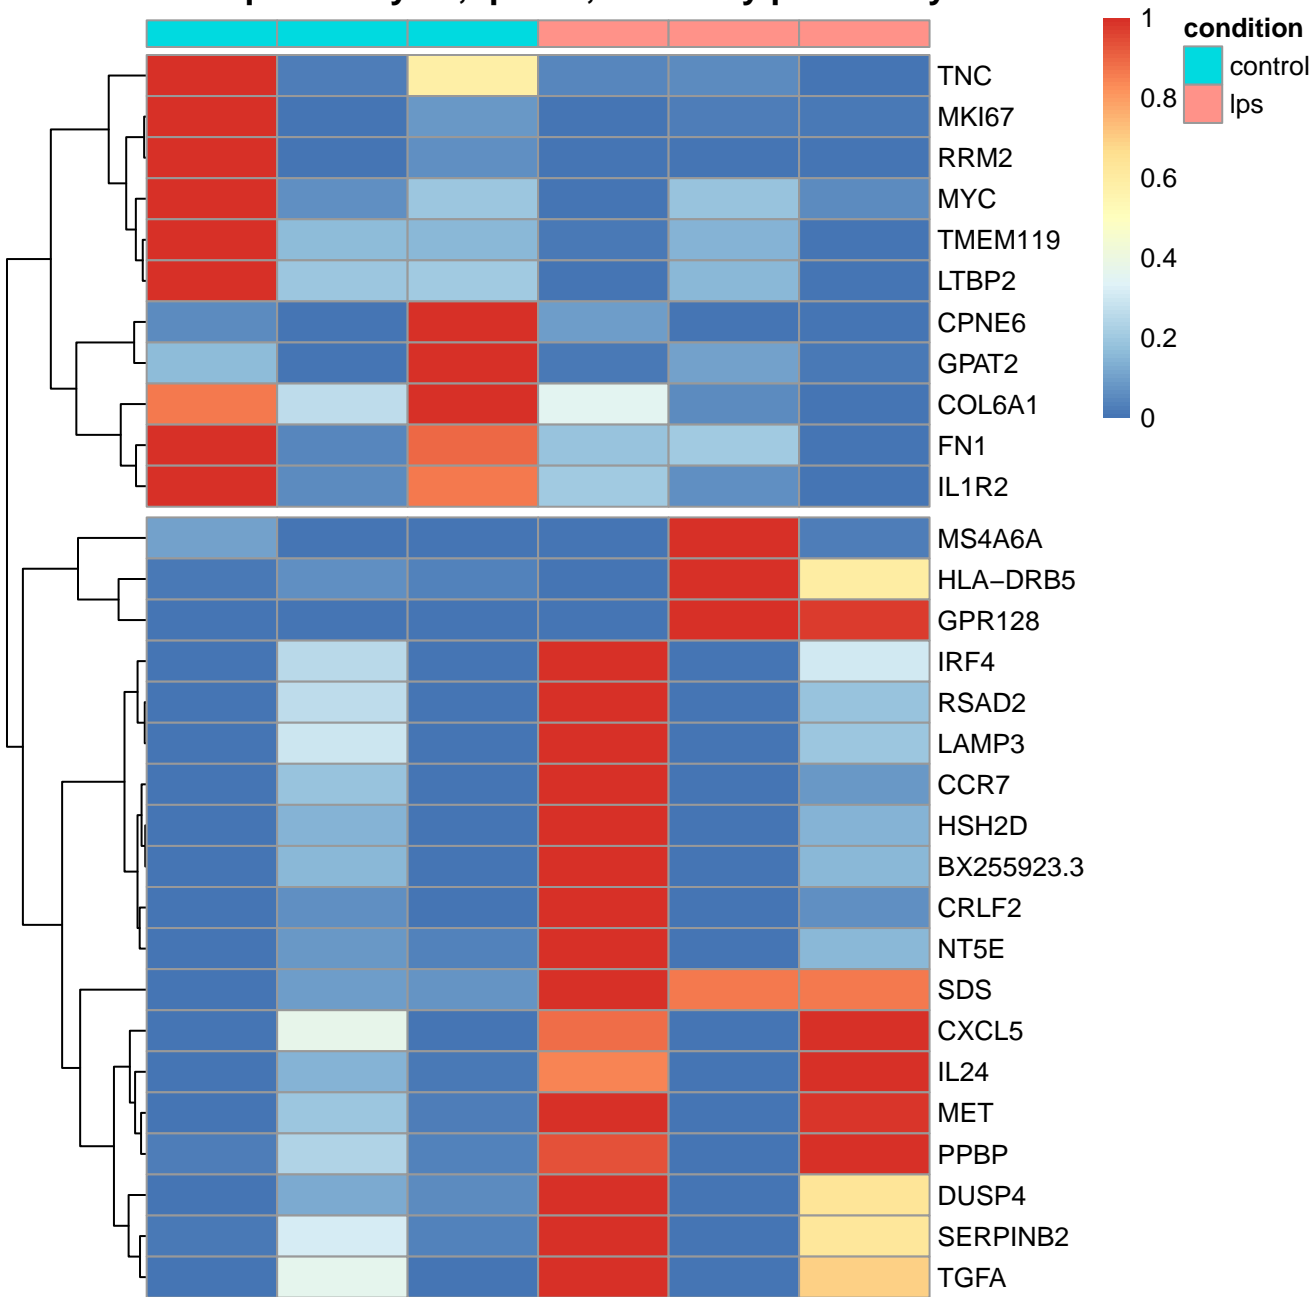 1
condition
control
0.8
lps
0.6
0.4
0.2
0
TNC
MKI67
RRM2
MYC
TMEM119
LTBP2
CPNE6
GPAT2
COL6A1
FN1
IL1R2
MS4A6A
HLA−DRB5
GPR128
IRF4
RSAD2
LAMP3
CCR7
HSH2D
BX255923.3
CRLF2
NT5E
SDS
CXCL5
IL24
MET
PPBP
DUSP4
SERPINB2
TGFA